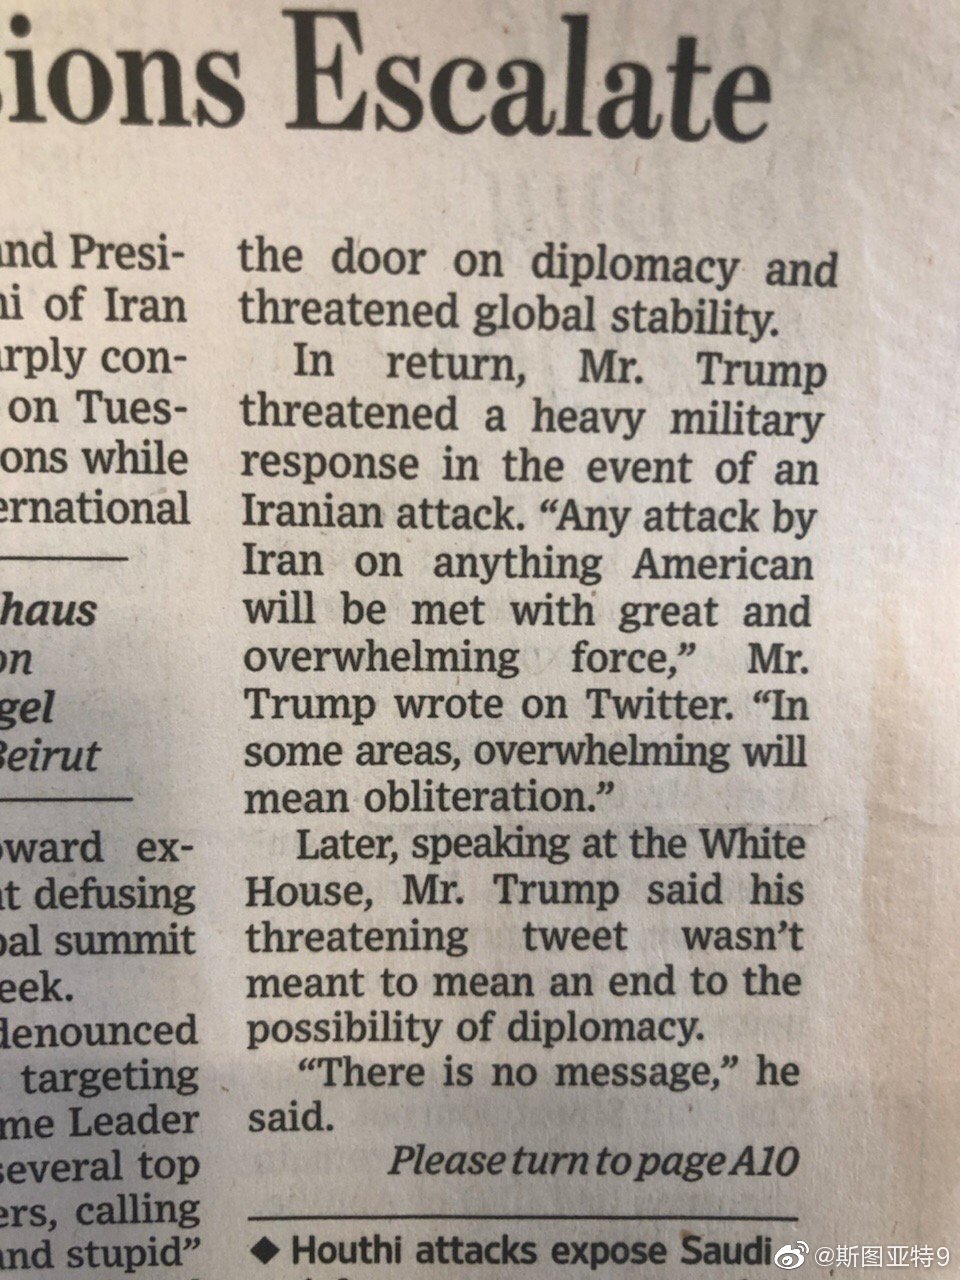 ions Escalate
and Presi-
of Iran
con-
on Tues-
ons while
ernational
haus
on
gel
Beirut
oward ex-
at defusing
summit
eek.
denounced
targeting
me Leader
several top
ers, calling
and stupid"
the door on diplomacy and
threatened global stability.
In return, Mr. Trump
threatened a heavy military
response in the event of an
Iranian attack. “Any attack by
Iran on anything American
will be met with great and
overwhelming force,” Mr.
Trump wrote on Twitter. “In
some areas, overwhelming will
mean obliteration.”
Later, speaking at the White
House, Mr. Trump said his
threatening tweet wasn’t
meant to mean an end to the
possibility of diplomacy.
“There is no message,” he
said.
Please turn to page A10
◆ Houthi attacks expose Saudi
@斯图亚特9